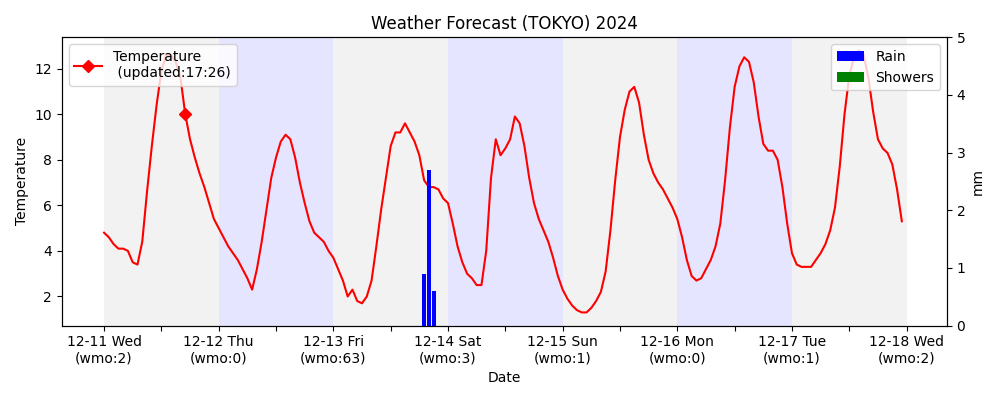 Weather Forecast (TOKYO) 2024
Temperature
(updated:17:26)
Rain
Showers
Temperature
12
10
8
6
4
2
5
4
3
2
1
0
mm
12-11 Wed
(wmo:2)
12-12 Thu
(wmo:0)
12-13 Fri
(wmo:63)
12-14 Sat
(wmo:3)
12-15 Sun
(wmo:1)
12-16 Mon
(wmo:0)
12-17 Tue
(wmo:1)
12-18 Wed
(wmo:2)
Date